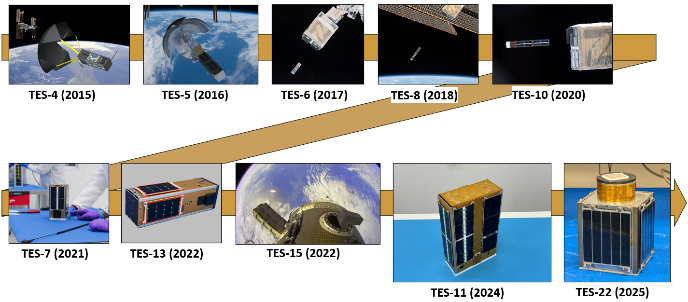 TES-4 (2015)
TES-5 (2016)
TES-6 (2017)
TES-8 (2018)
TES-10 (2020)
TES-7 (2021)
TES-13 (2022)
TES-15 (2022)
TES-11 (2024)
TES-22 (2025)